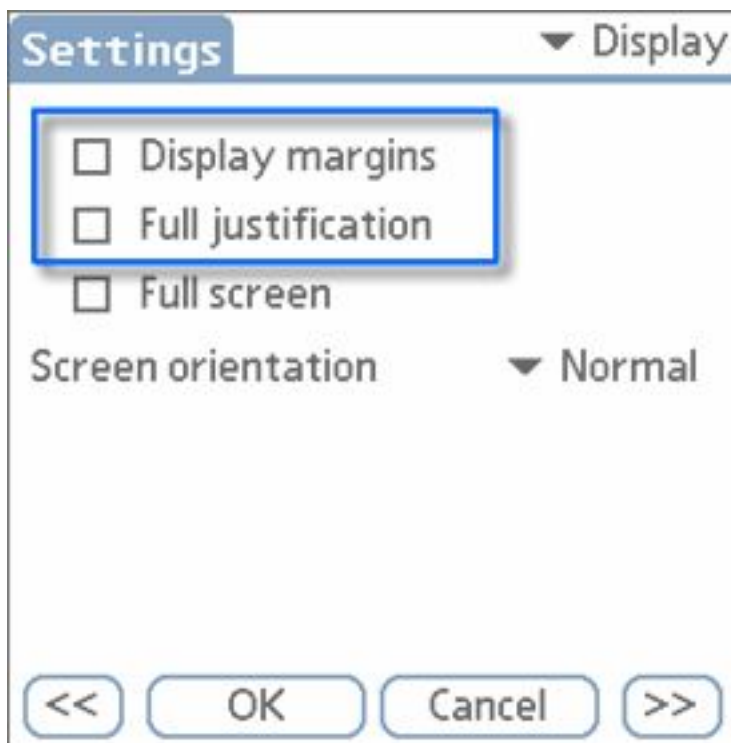 Settings Display
Display margins
Full justification
Full screen
Screen orientation Normal
<< OK Cancel >>